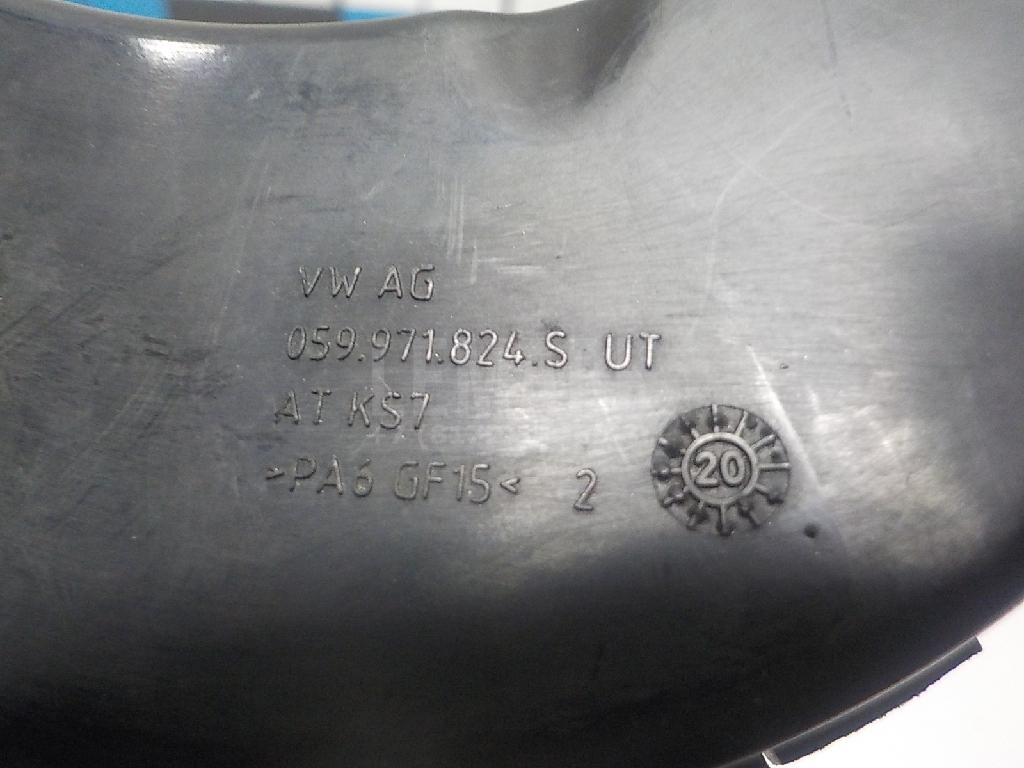 VW AG
059.971.824.S UT
AT KS7
>PA6 GF15< 2
20